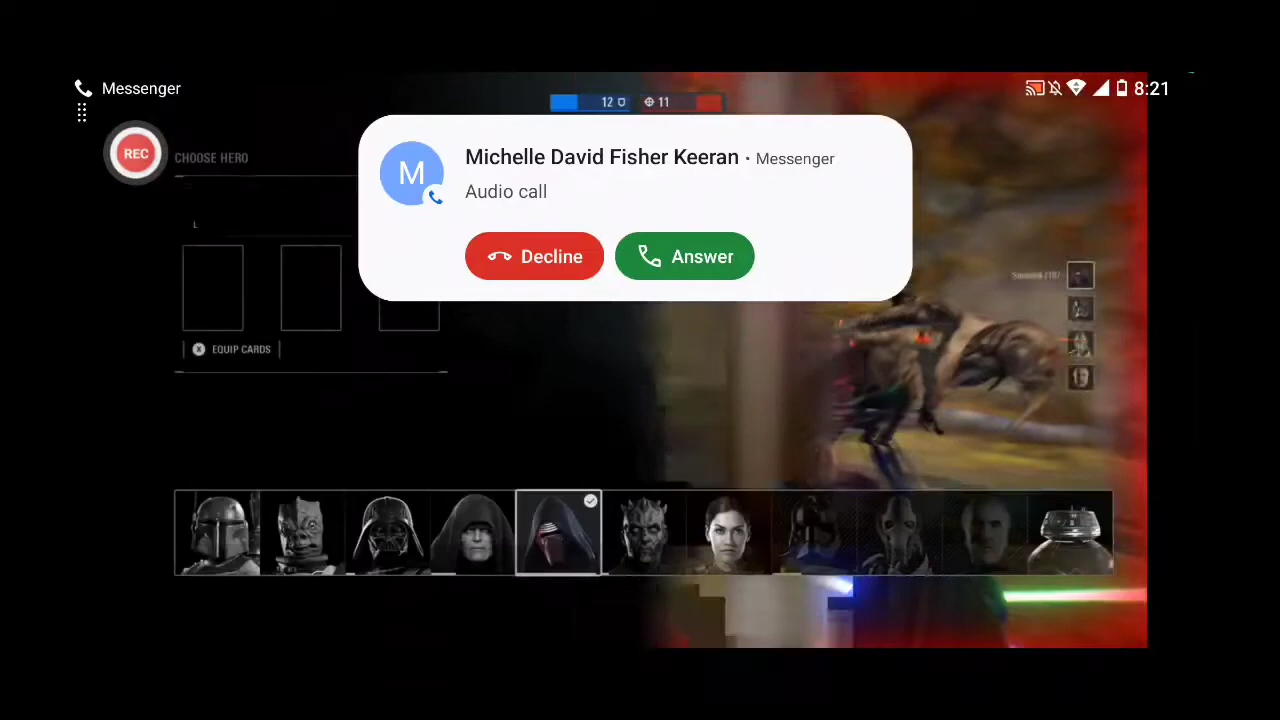 Messenger
8:21
12 11
REC
CHOOSE HERO
M
Michelle David Fisher Keeran • Messenger
Audio call
L
Decline
Answer
X EQUIP CARDS